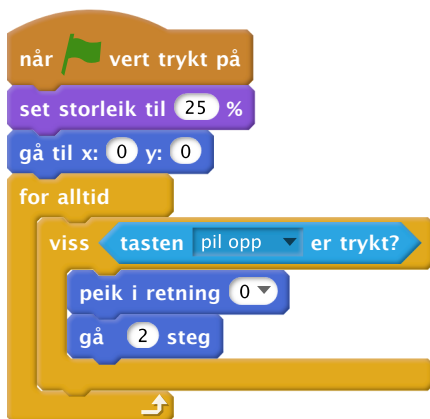 når vert trykt på
set storleik til 25 %
gå til x: 0 y: 0
for alltid
viss tasten pil opp er trykt?
peik i retning 0
gå 2 steg